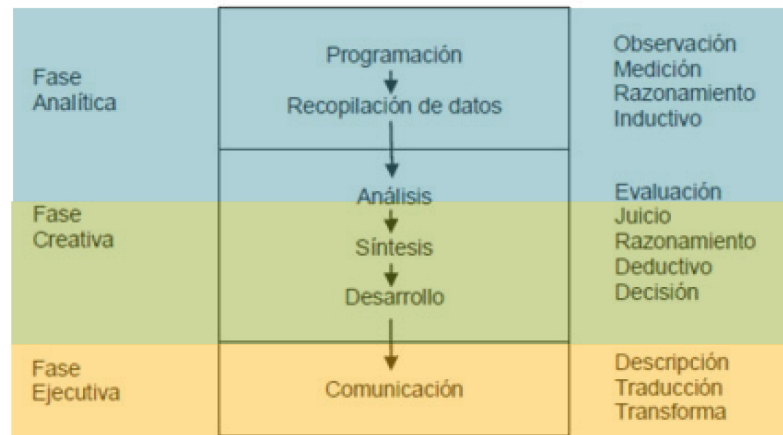 Fase
Analítica
Programación
Recopilación de datos
Observación
Medición
Razonamiento
Inductivo
Fase
Creativa
Análisis
Síntesis
Desarrollo
Evaluación
Juicio
Razonamiento
Deductivo
Decisión
Fase
Ejecutiva
Comunicación
Descripción
Traducción
Transforma